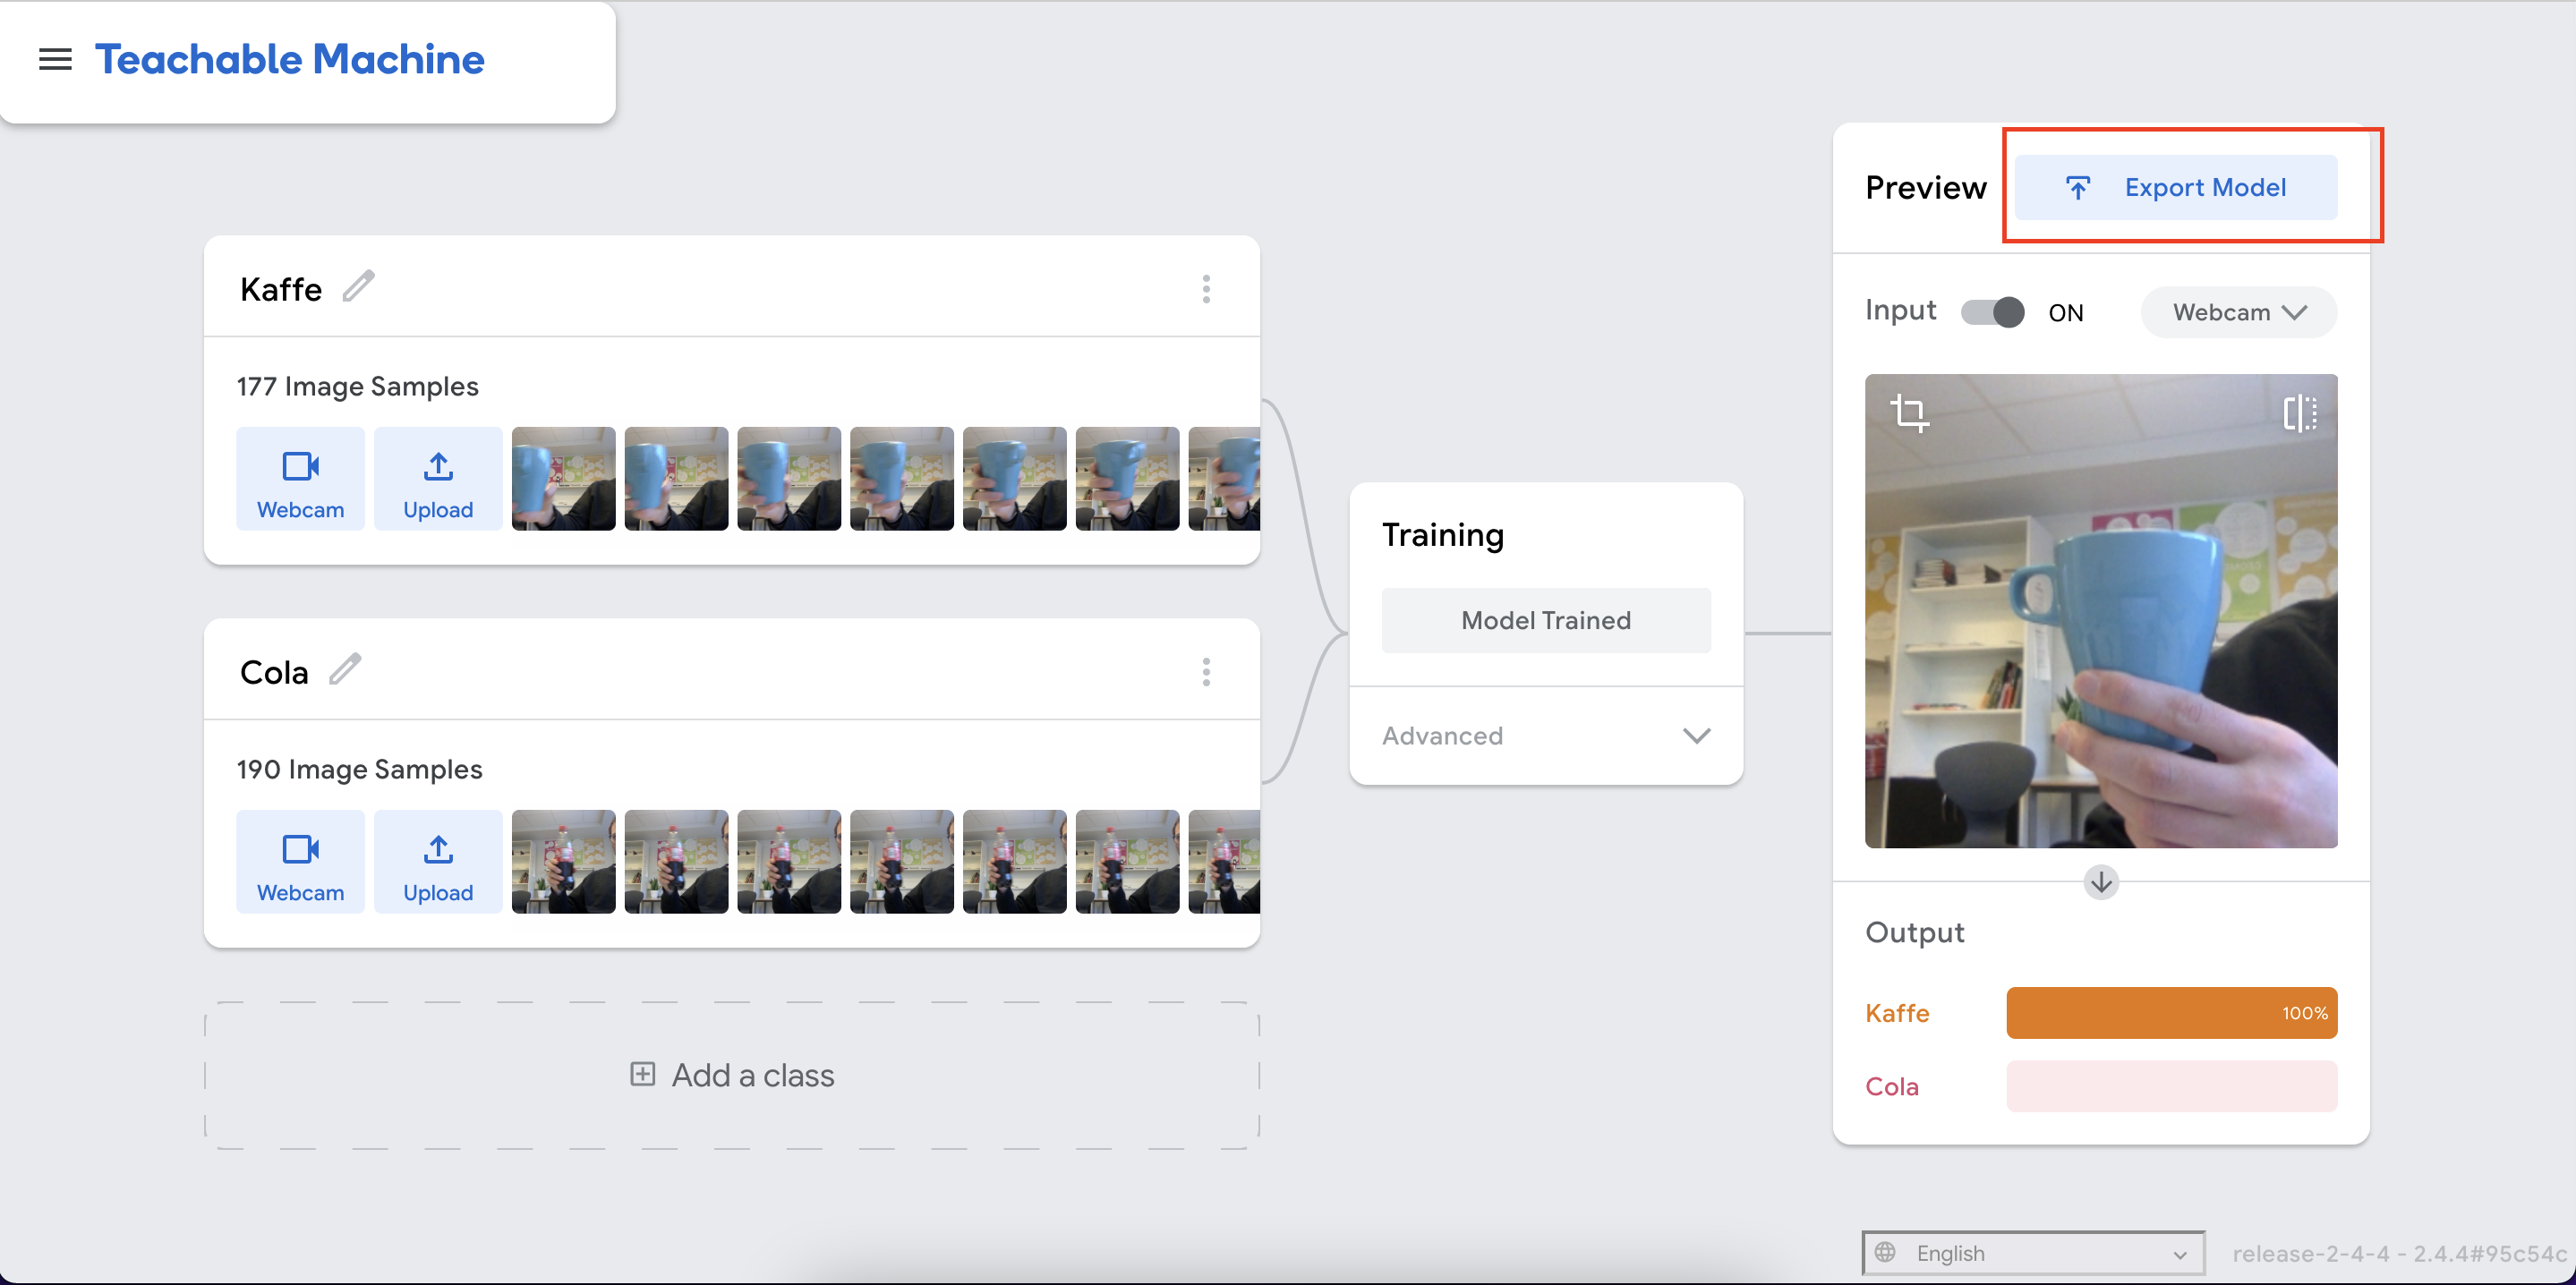 Teachable Machine
Kaffe
177 Image Samples
Webcam
Upload
Cola
190 Image Samples
Webcam
Upload
Add a class
Training
Model Trained
Advanced
Preview
Export Model
Input
ON
Webcam
Output
Kaffe
100%
Cola
English
release-2-4-4 - 2.4.4#95c54c